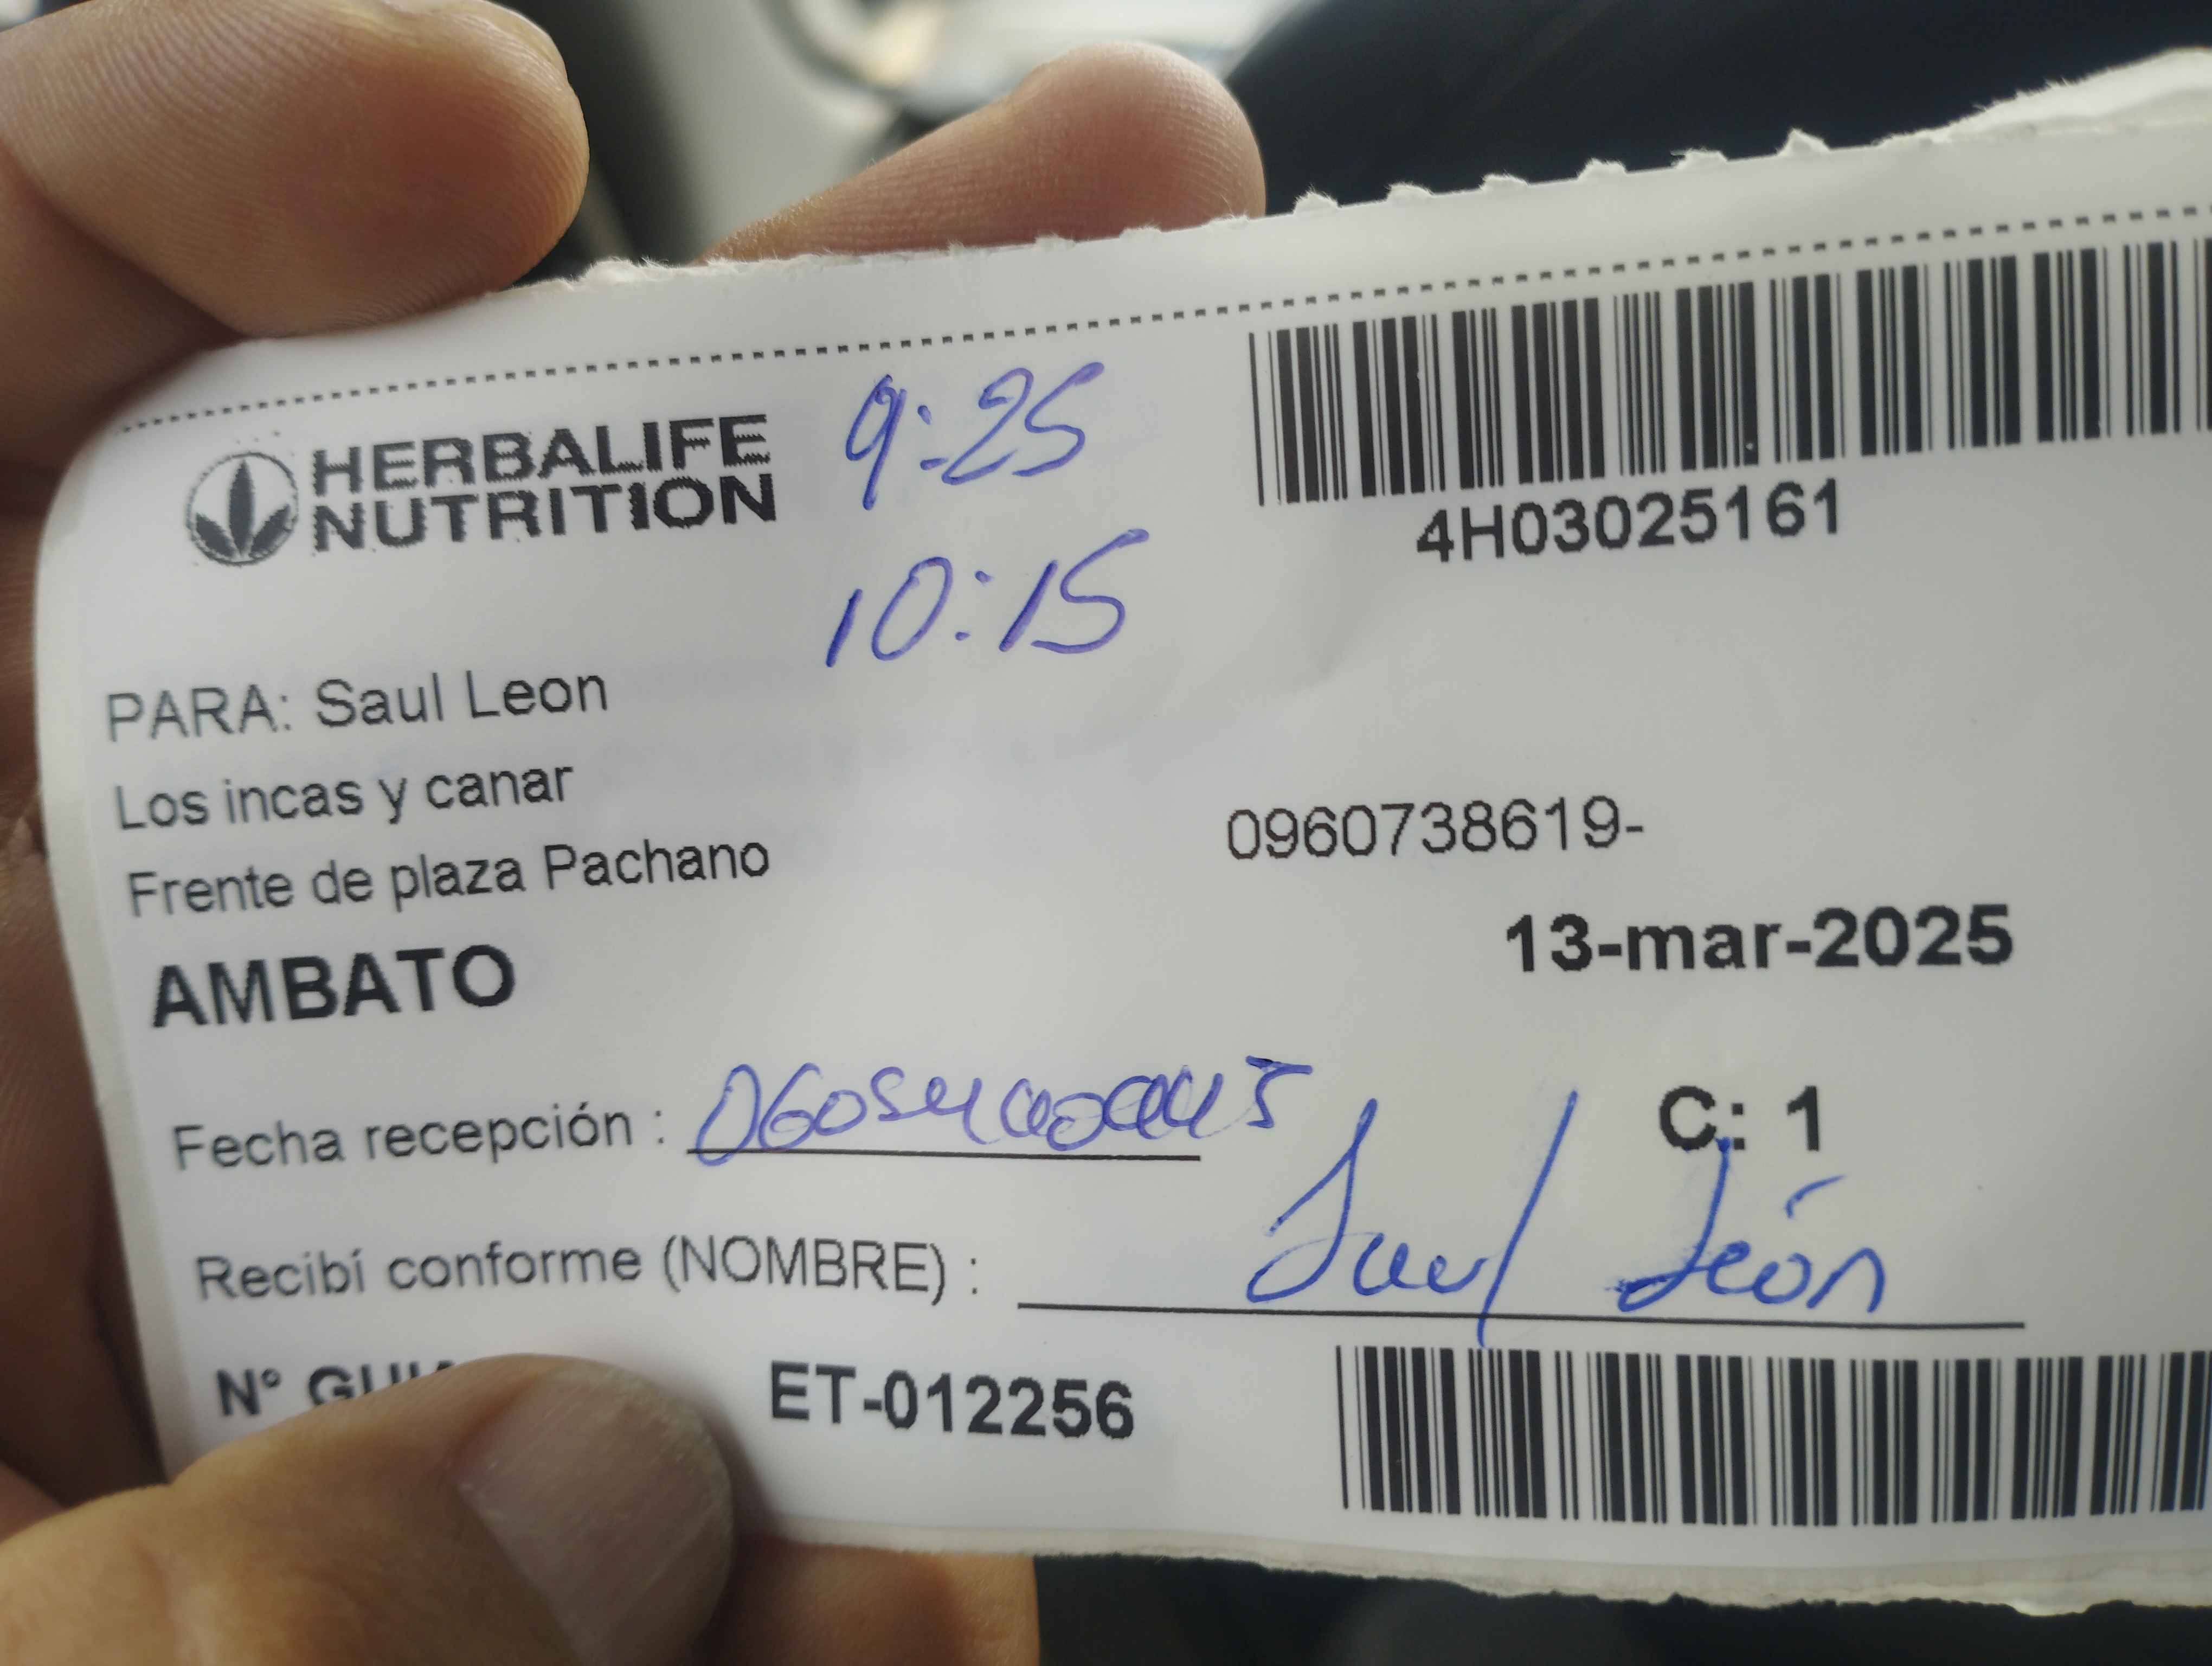 HERBALIFE
NUTRITION
9:25
10:15
4H03025161
PARA: Saul Leon
Los incas y canar
Frente de plaza Pachano
0960738619-
AMBATO
13-mar-2025
Fecha recepción :
C: 1
Recibí conforme (NOMBRE) : Saul León
N°
ET-012256